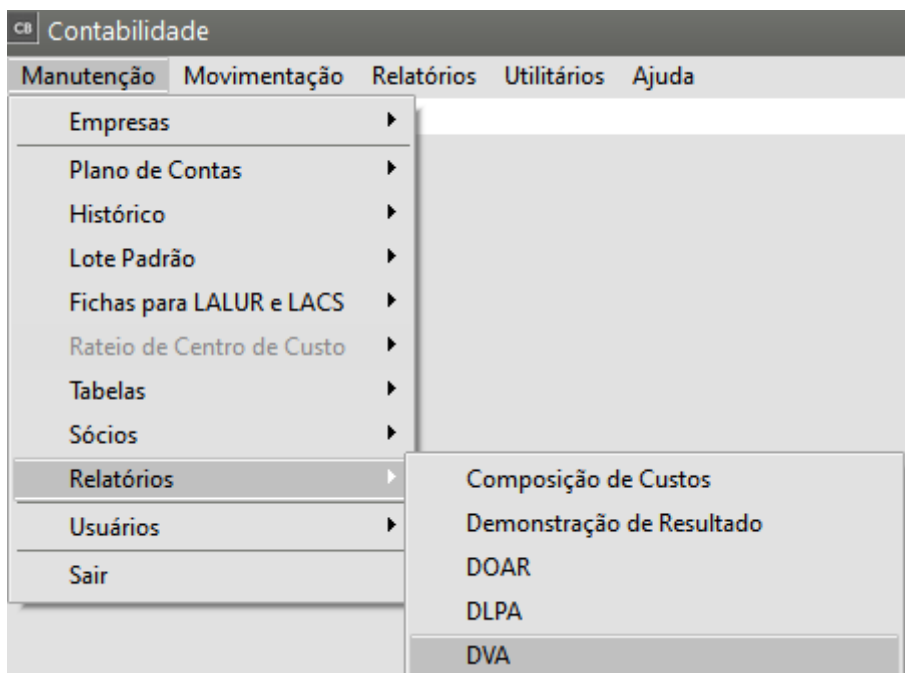 CB Contabilidade
Manutenção Movimentação Relatórios Utilitários Ajuda
Empresas
Plano de Contas
Histórico
Lote Padrão
Fichas para LALUR e LACS
Rateio de Centro de Custo
Tabelas
Sócios
Relatórios
Usuários
Sair
Composição de Custos
Demonstração de Resultado
DOAR
DLPA
DVA